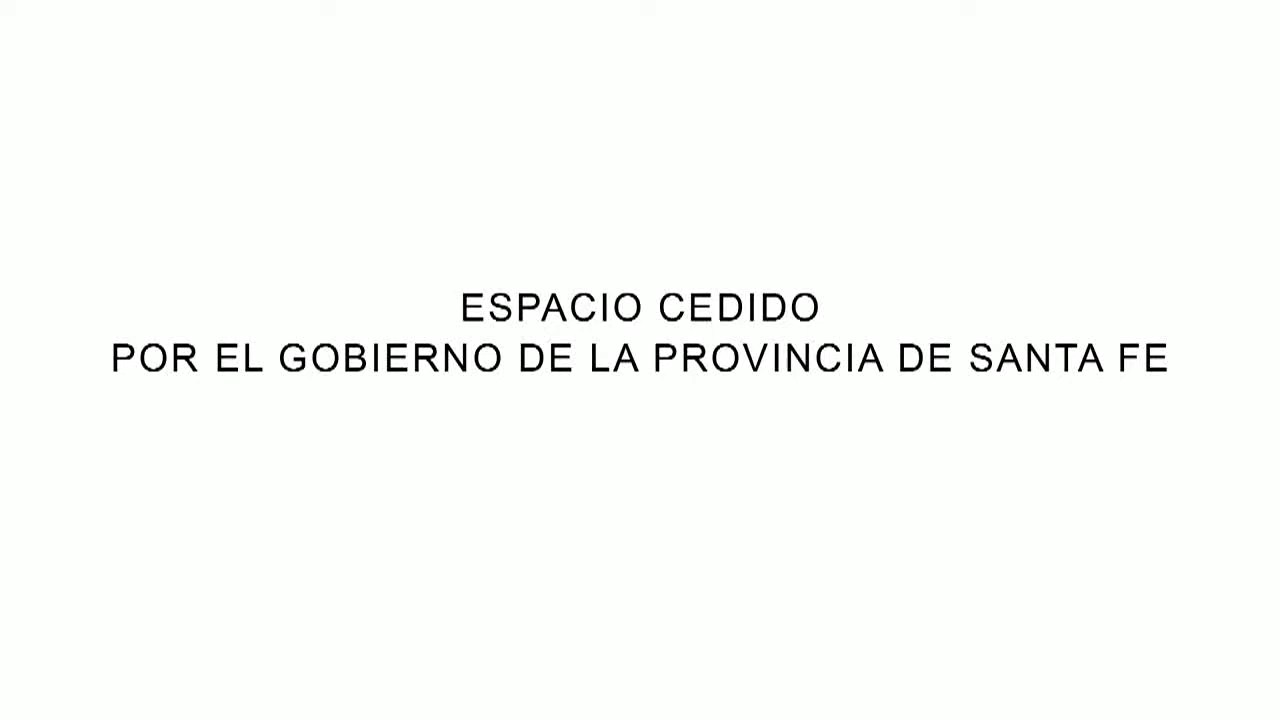 ESPACIO CEDIDO
POR EL GOBIERNO DE LA PROVINCIA DE SANTA FE